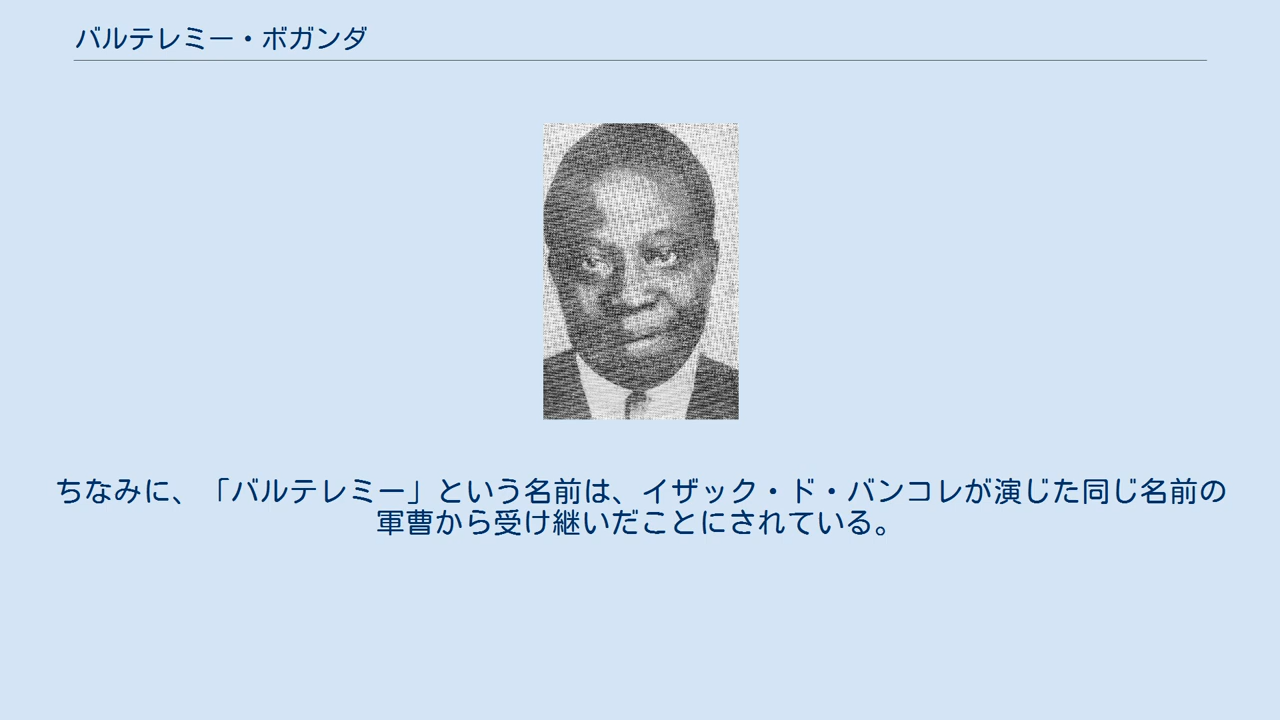 バルテレミー・ボガンダ
ちなみに、「バルテレミー」という名前は、イザック・ド・バンコレが演じた同じ名前の
軍曹から受け継いだことにされている。